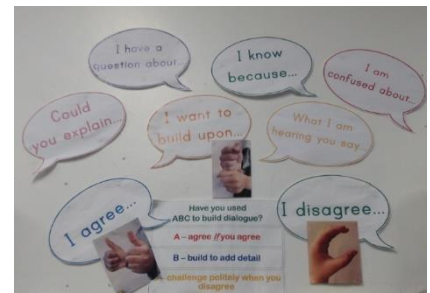 I have a
question about...
I know
because...
I am
confused about...
Could
you explain...
I want to
build upon...
What I am
hearing you say...
I agree...
Have you used
ABC to build dialogue?
A – agree if you agree
B – build to add detail
challenge politely when you
disagree
I disagree...